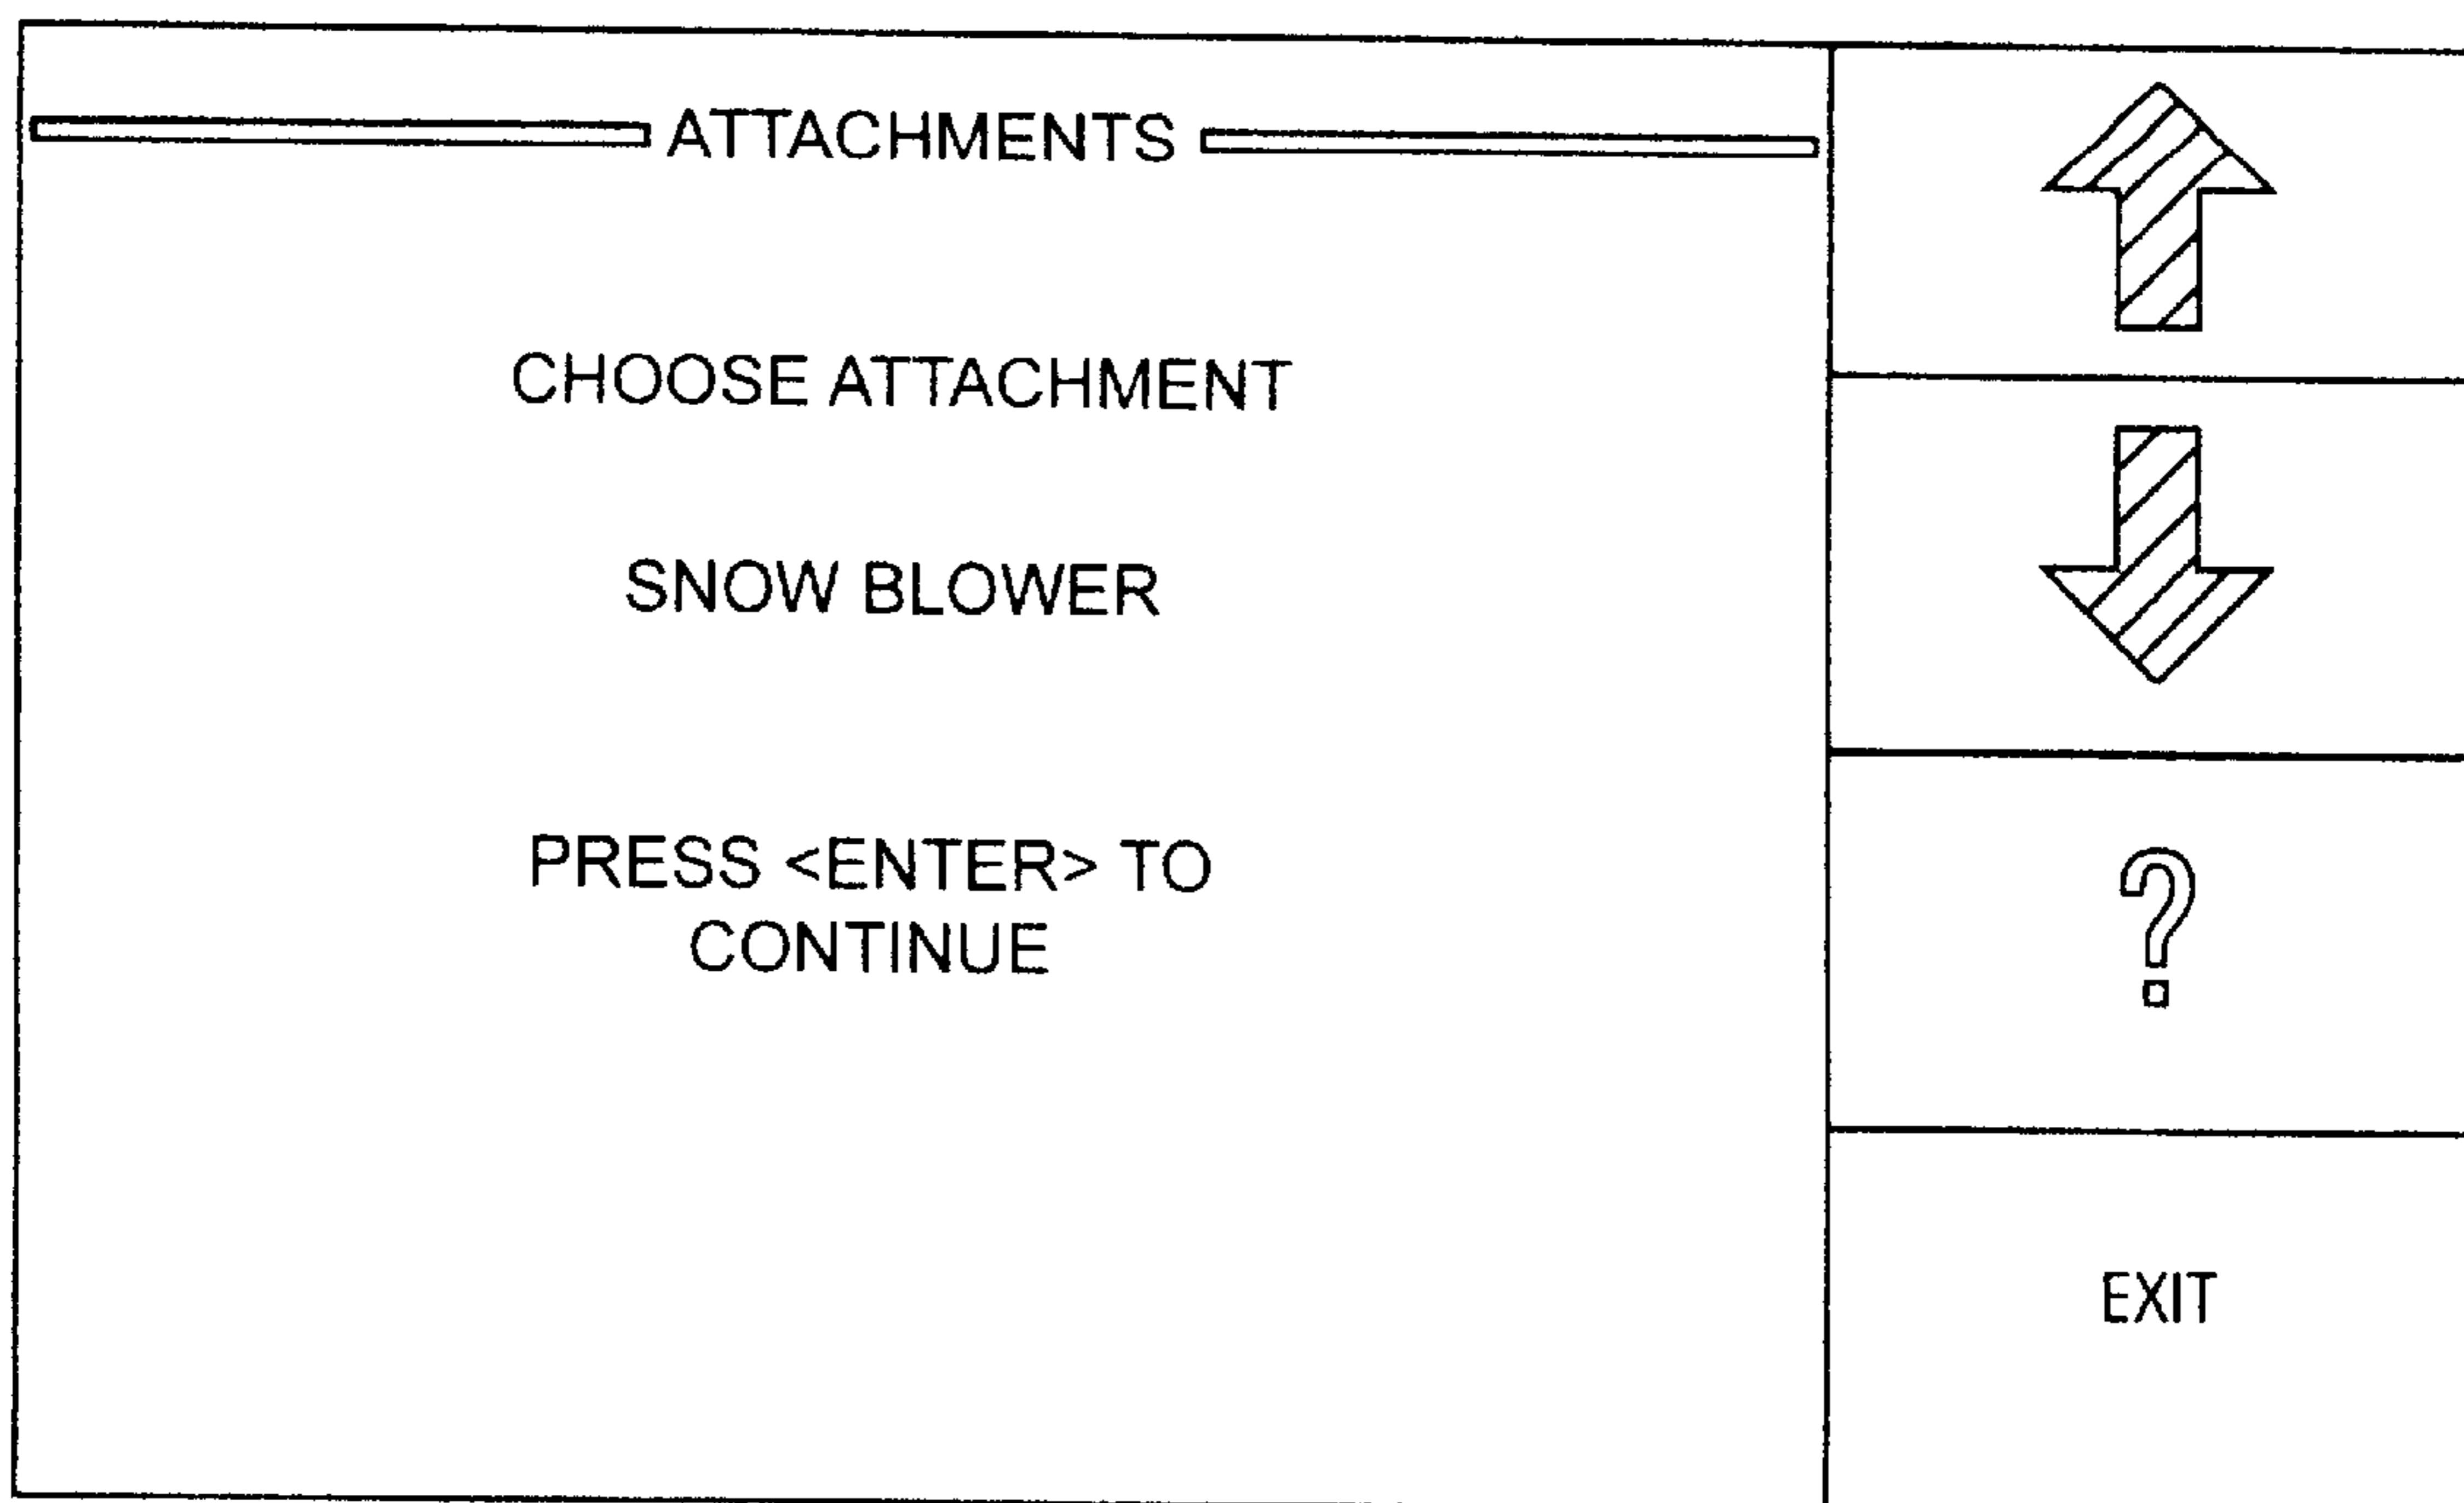 ATTACHMENTS
CHOOSE ATTACHMENT
SNOW BLOWER
PRESS <ENTER> TO
CONTINUE
?
EXIT